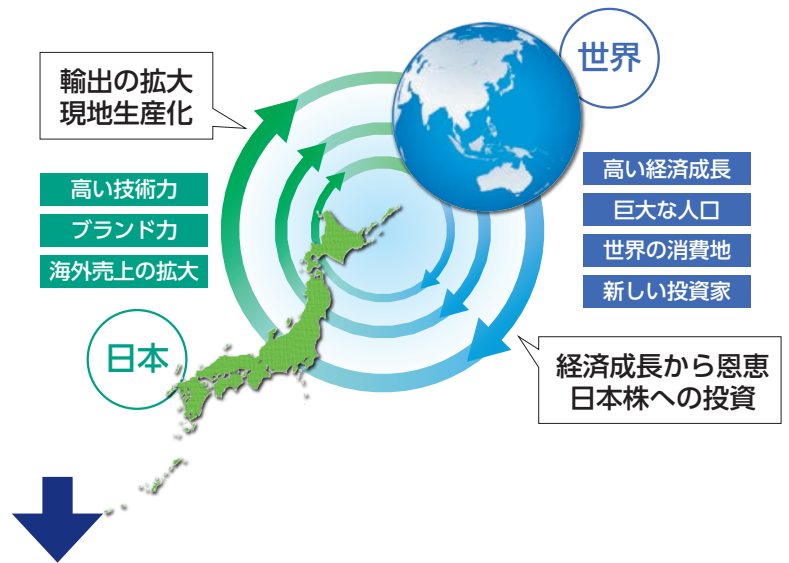 世界
輸出の拡大
現地生産化
高い技術力
ブランド力
海外売上の拡大
日本
高い経済成長
巨大な人口
世界の消費地
新しい投資家
経済成長から恩恵
日本株への投資